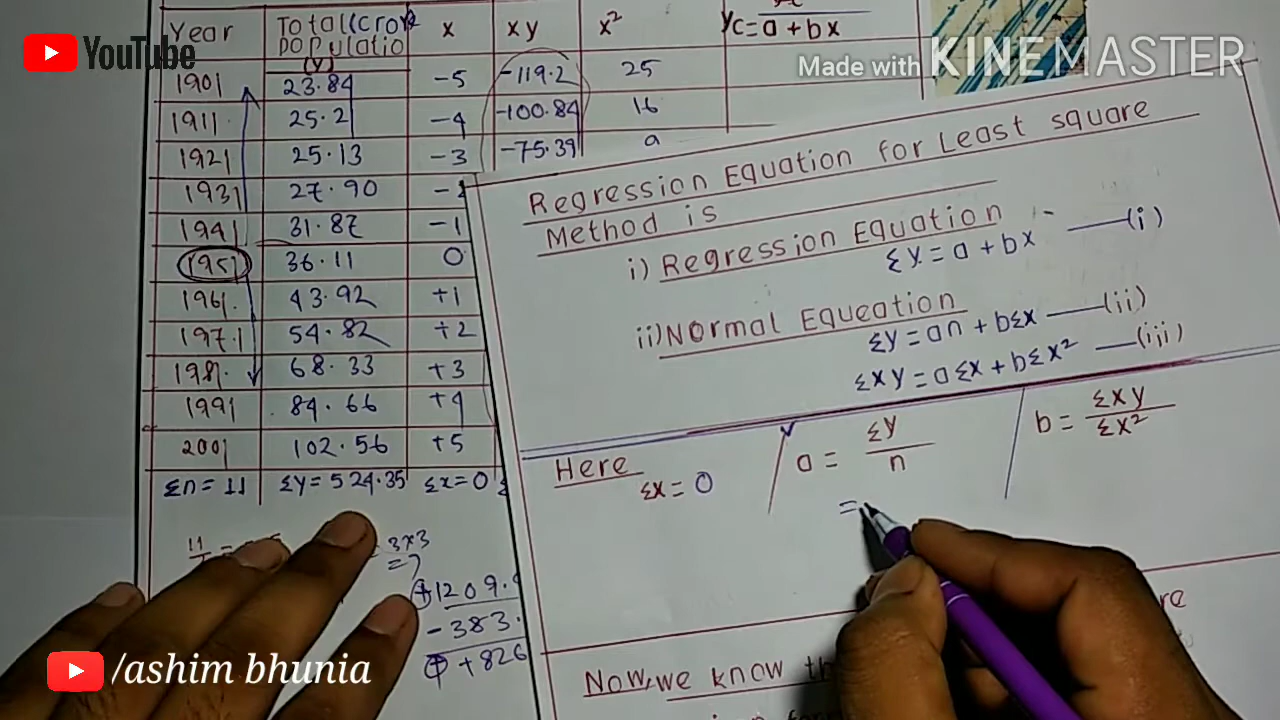 YouTube
Made with KINEMASTER
Year Total(Crore populatio (y) x xy x² yc = a + bx
1901 23.84 -5 -119.2 25
1911 25.2 -4 -100.84 16
1921 25.13 -3 -75.39 9
1931 27.90
1941 31.87 -1
1951 36.11 0
1961 43.92 +1
1971 54.82 +2
1981 68.33 +3
1991 84.66 +4
2001 102.56 +5
Σn = 11 Σy = 524.35 Σx = 0
3x3
+1209.
-383.
+826
Regression Equation for Least square
Method is
i) Regression Equation :-
Σy = a + bx —(i)
ii) Normal Equeation
Σy = an + bΣx —(ii)
Σxy = aΣx + bΣx² —(iii)
Here Σx = 0
a = Σy/n
=
b = Σxy/Σx²
Now, we know
/ashim bhunia